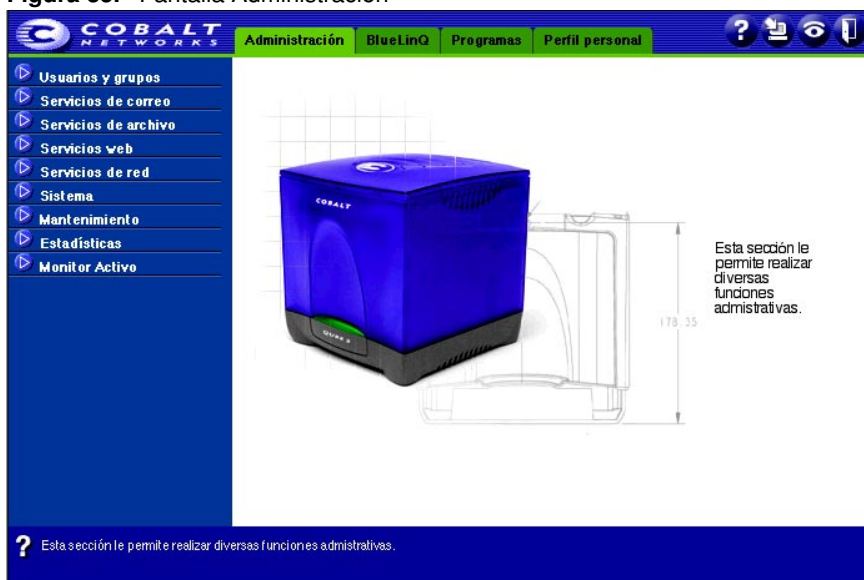 Pantalla Administración
COBALT
NETWORKS
Administración
BlueLinQ
Programas
Perfil personal
Usuarios y grupos
Servicios de correo
Servicios de archivo
Servicios web
Servicios de red
Sistema
Mantenimiento
Estadísticas
Monitor Activo
COBALT
QUBE 3
178.35
Esta sección le
permite realizar
diversas
funciones
admistrativas.
? Esta sección le permite realizar diversas funciones admistrativas.